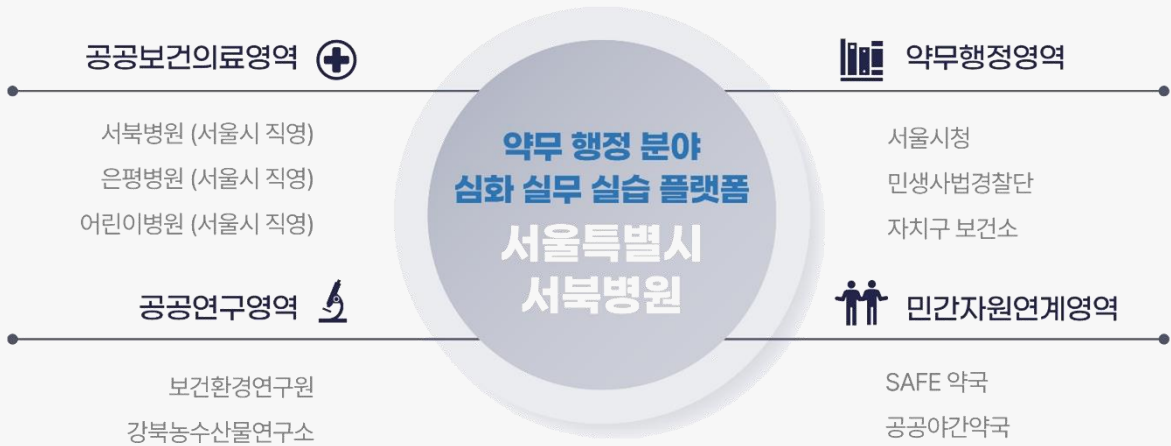 공공보건의료영역
서북병원 (서울시 직영)
은평병원 (서울시 직영)
어린이병원 (서울시 직영)
공공연구영역
보건환경연구원
강북농수산물연구소
약무 행정 분야
심화 실무 실습 플랫폼
서울특별시
서북병원
약무행정영역
서울시청
민생사법경찰단
자치구 보건소
민간자원연계영역
SAFE 약국
공공야간약국